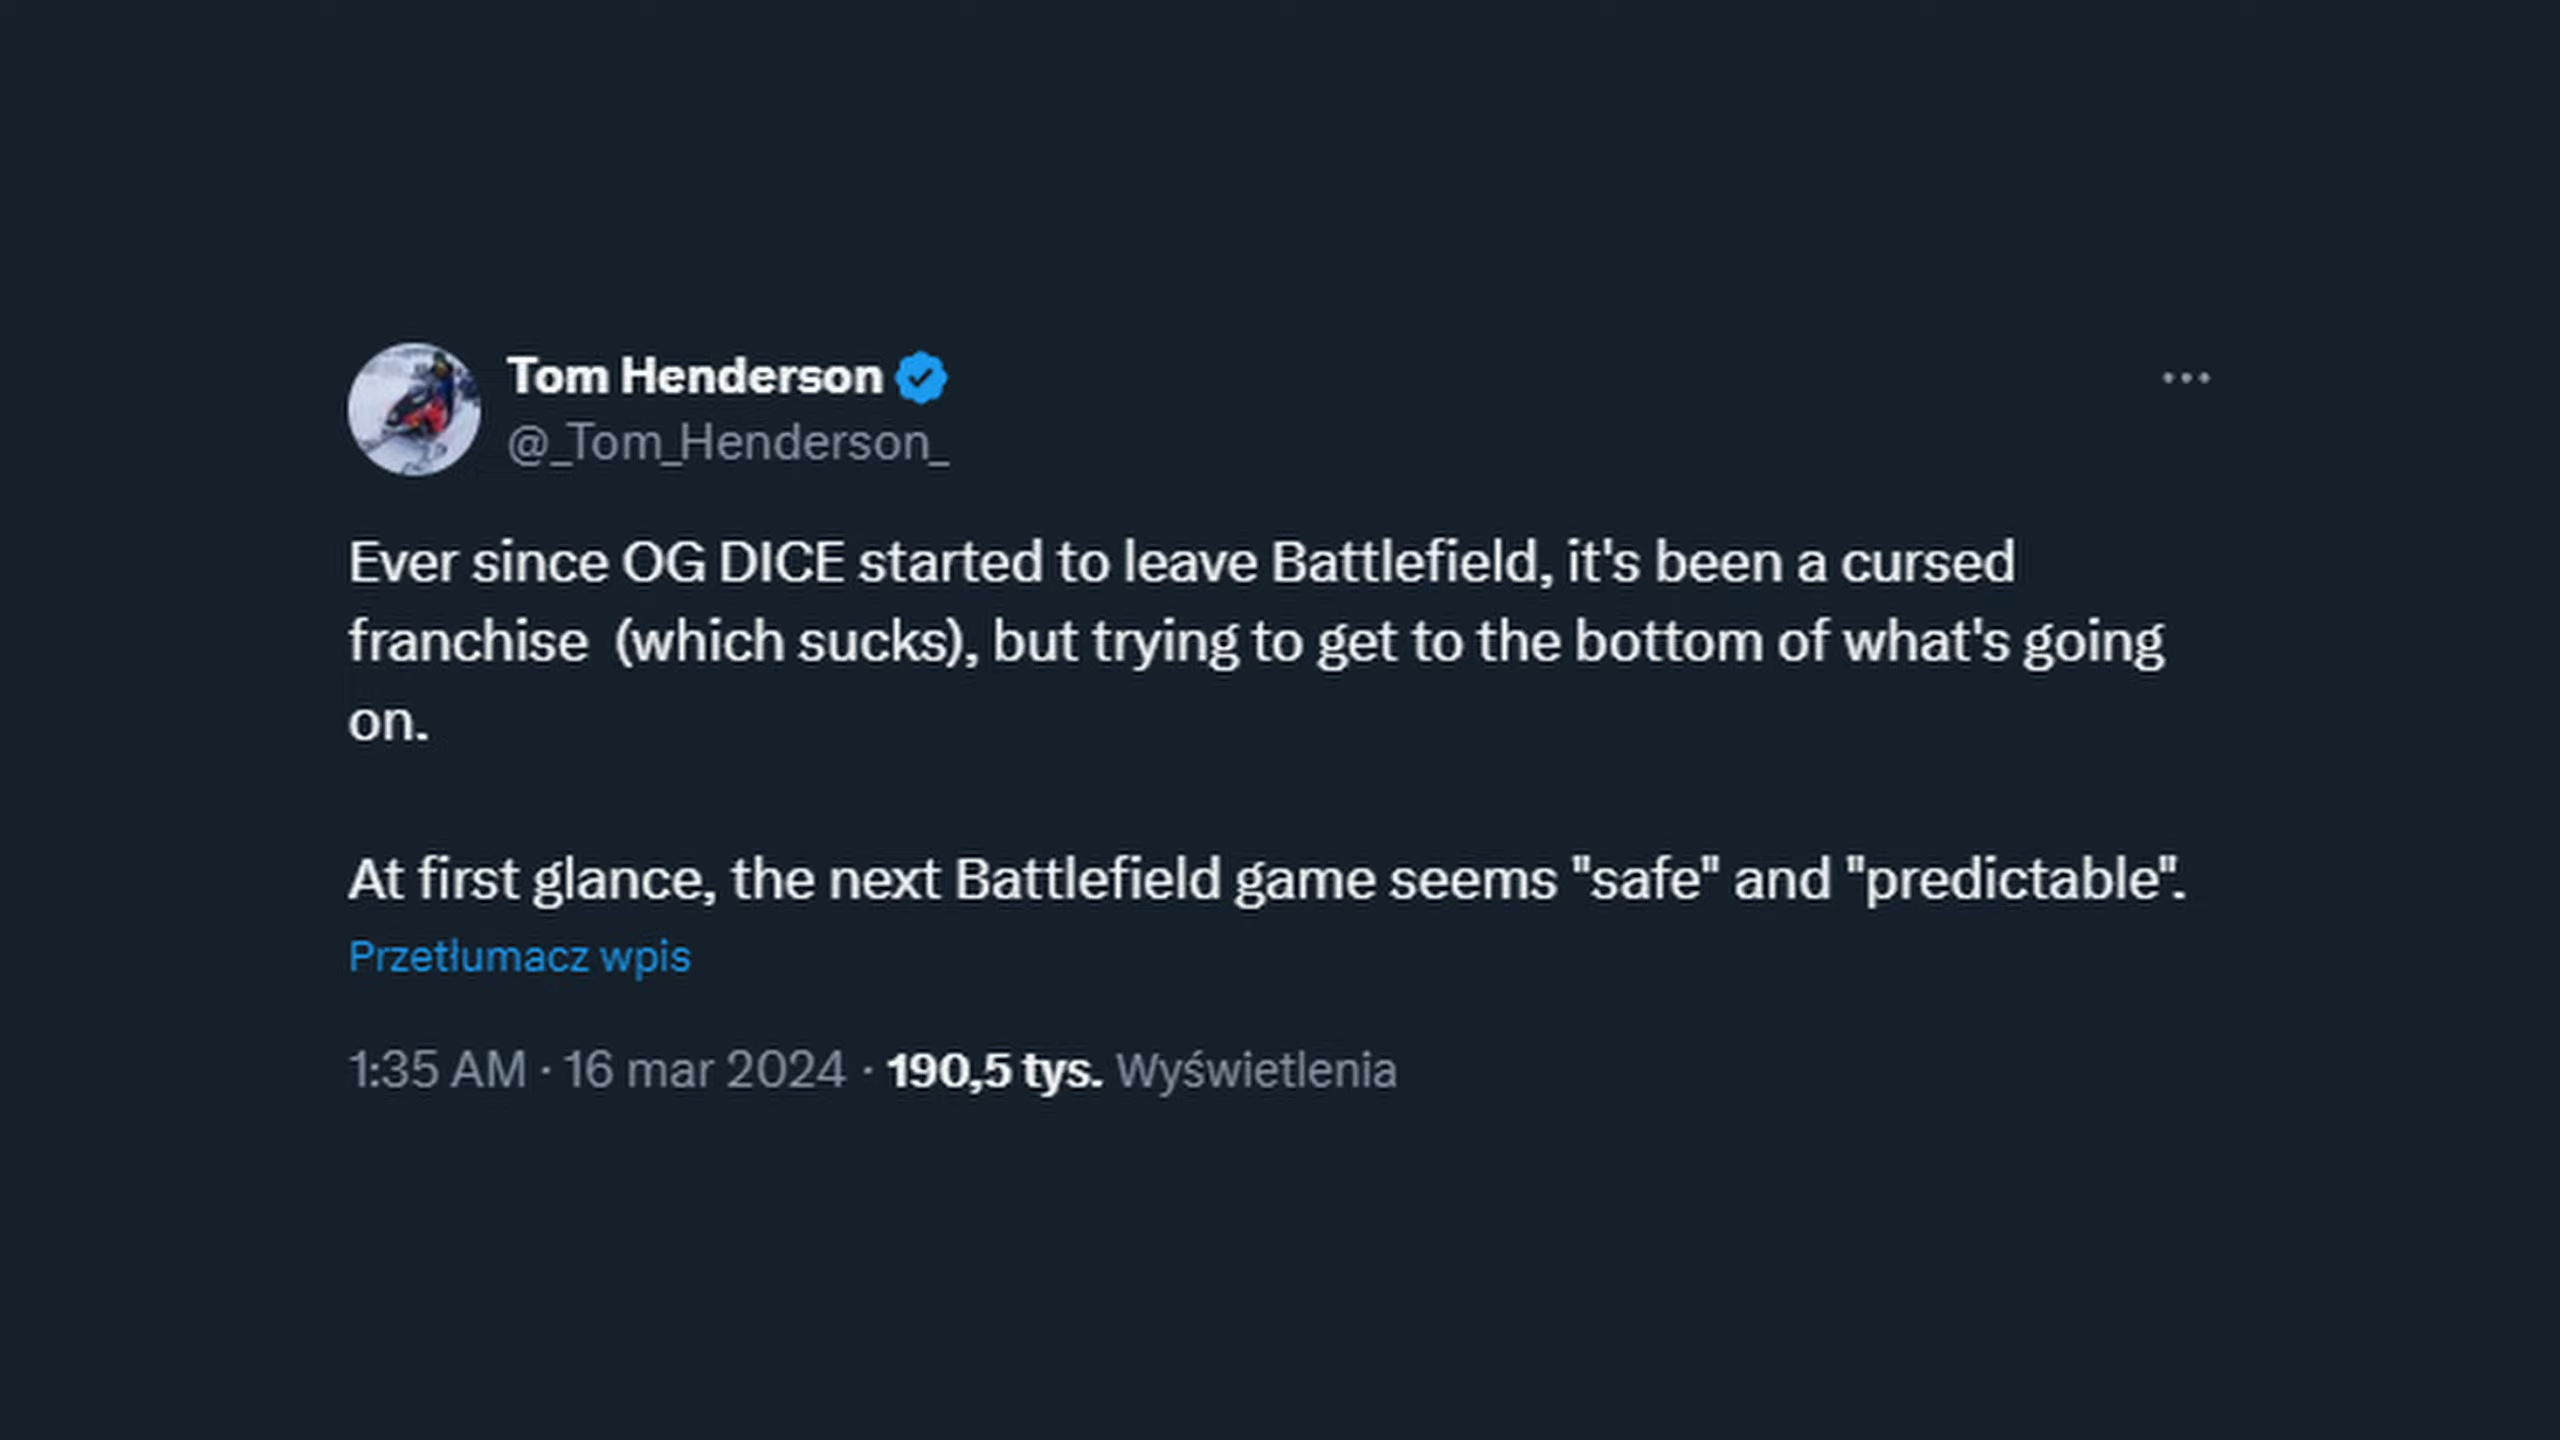 Tom Henderson
@_Tom_Henderson_
Ever since OG DICE started to leave Battlefield, it's been a cursed
franchise  (which sucks), but trying to get to the bottom of what's going
on.
At first glance, the next Battlefield game seems "safe" and "predictable".
Przetłumacz wpis
1:35 AM · 16 mar 2024 · 190,5 tys. Wyświetlenia